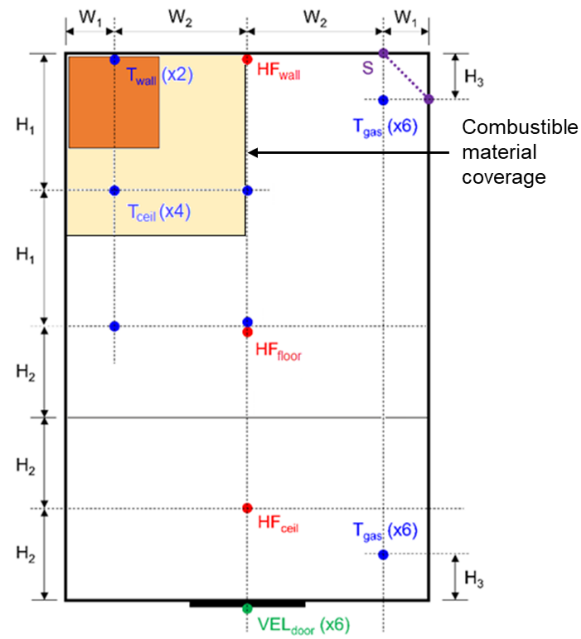 W1 W2 W2 W1
Twall (x2)
HFwall
S
H3
Tgas (x6)
H1
Combustible
material
coverage
Tceil (x4)
H1
HFfloor
H2
H2
HFceil
Tgas (x6)
H2
H3
VELdoor (x6)